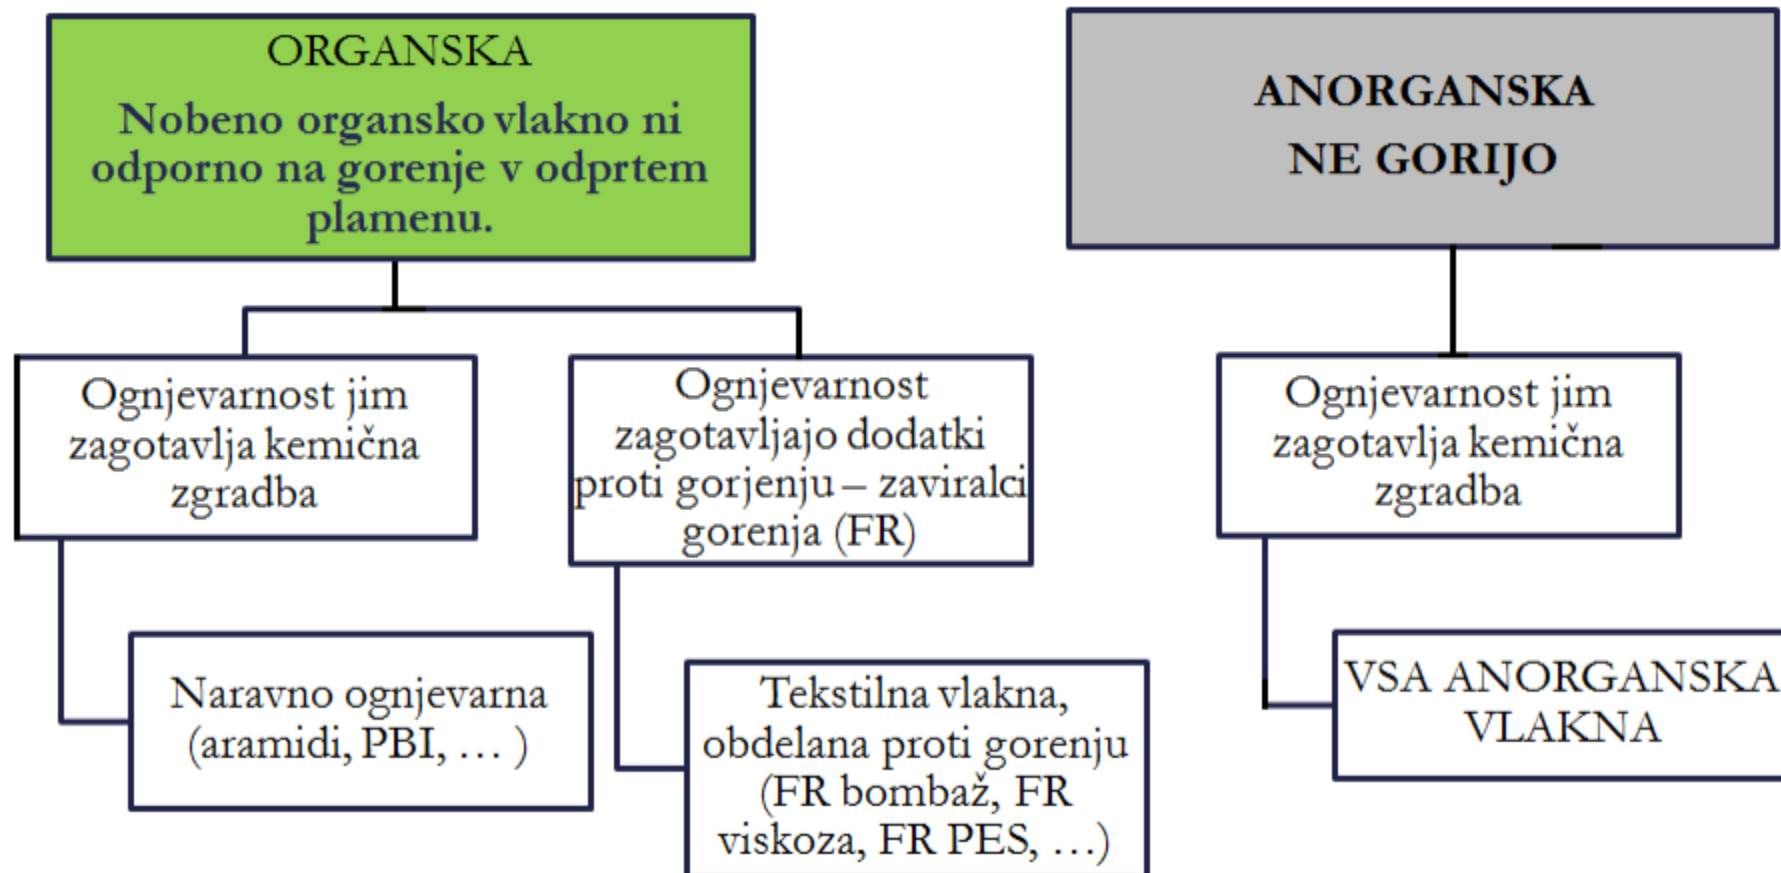 ORGANSKA
Nobeno organsko vlakno ni
odporno na gorenje v odprtem
plamenu.
Ognjevarnost jim
zagotavlja kemična
zgradba
Naravno ognjevarna
(aramidi, PBI, … )
Ognjevarnost
zagotavljajo dodatki
proti gorjenju – zaviralci
gorenja (FR)
Tekstilna vlakna,
obdelana proti gorenju
(FR bombaž, FR
viskoza, FR PES, …)
ANORGANSKA
NE GORIJO
Ognjevarnost jim
zagotavlja kemična
zgradba
VSA ANORGANSKA
VLAKNA